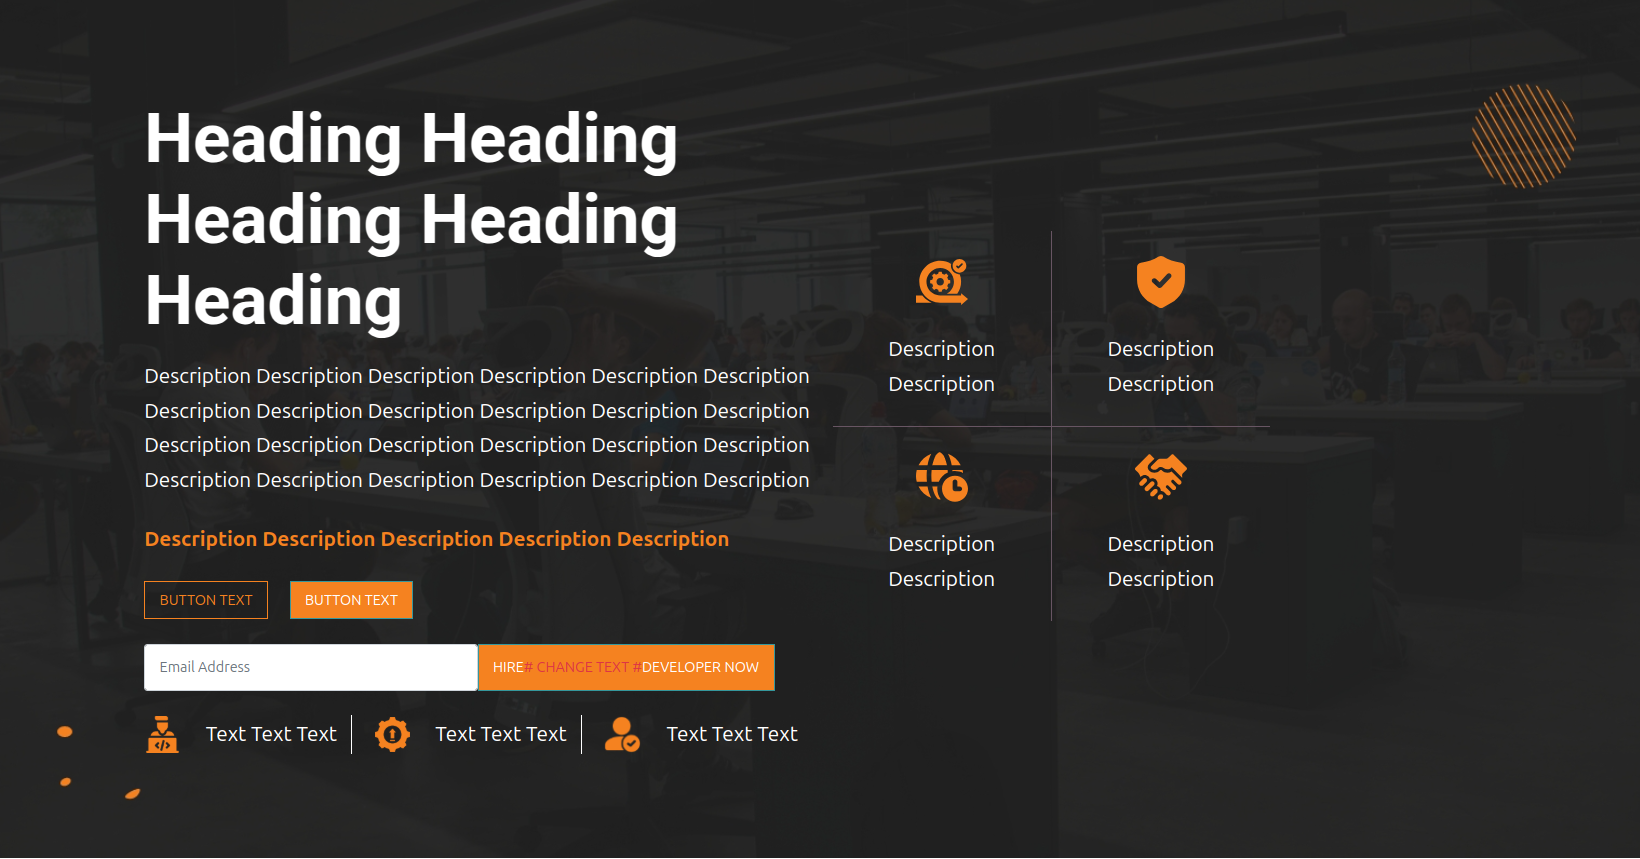 Heading Heading
Heading Heading
Heading
Description Description Description Description Description Description
Description Description Description Description Description Description
Description Description Description Description Description Description
Description Description Description Description Description Description
Description Description Description Description Description
BUTTON TEXT
BUTTON TEXT
Email Address
HIRE# CHANGE TEXT #DEVELOPER NOW
Text Text Text
Text Text Text
Text Text Text
Description
Description
Description
Description
Description
Description
Description
Description